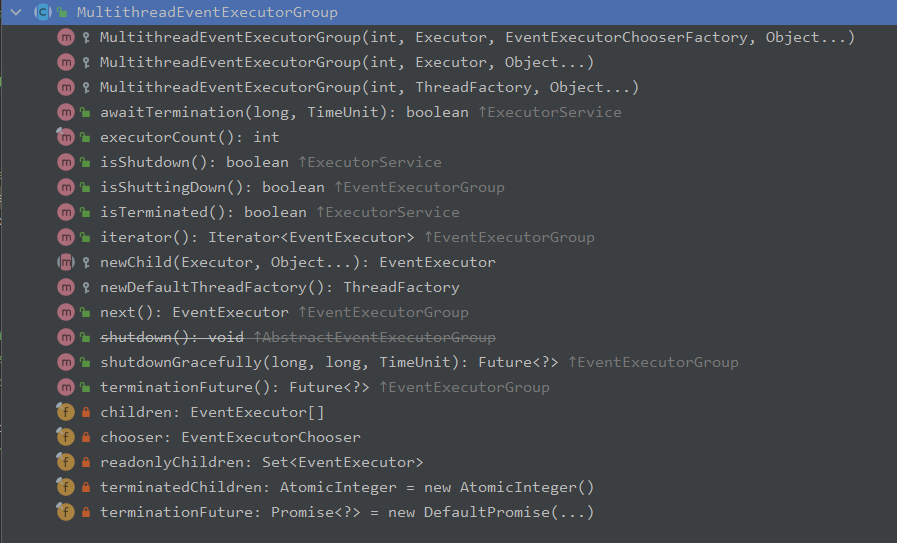 MultithreadEventExecutorGroup
MultithreadEventExecutorGroup(int, Executor, EventExecutorChooserFactory, Object...)
MultithreadEventExecutorGroup(int, Executor, Object...)
MultithreadEventExecutorGroup(int, ThreadFactory, Object...)
awaitTermination(long, TimeUnit): boolean ↑ExecutorService
executorCount(): int
isShutdown(): boolean ↑ExecutorService
isShuttingDown(): boolean ↑EventExecutorGroup
isTerminated(): boolean ↑ExecutorService
iterator(): Iterator<EventExecutor> ↑EventExecutorGroup
newChild(Executor, Object...): EventExecutor
newDefaultThreadFactory(): ThreadFactory
next(): EventExecutor ↑EventExecutorGroup
shutdown(): void ↑AbstractEventExecutorGroup
shutdownGracefully(long, long, TimeUnit): Future<?> ↑EventExecutorGroup
terminationFuture(): Future<?> ↑EventExecutorGroup
children: EventExecutor[]
chooser: EventExecutorChooser
readonlyChildren: Set<EventExecutor>
terminatedChildren: AtomicInteger = new AtomicInteger()
terminationFuture: Promise<?> = new DefaultPromise(...)